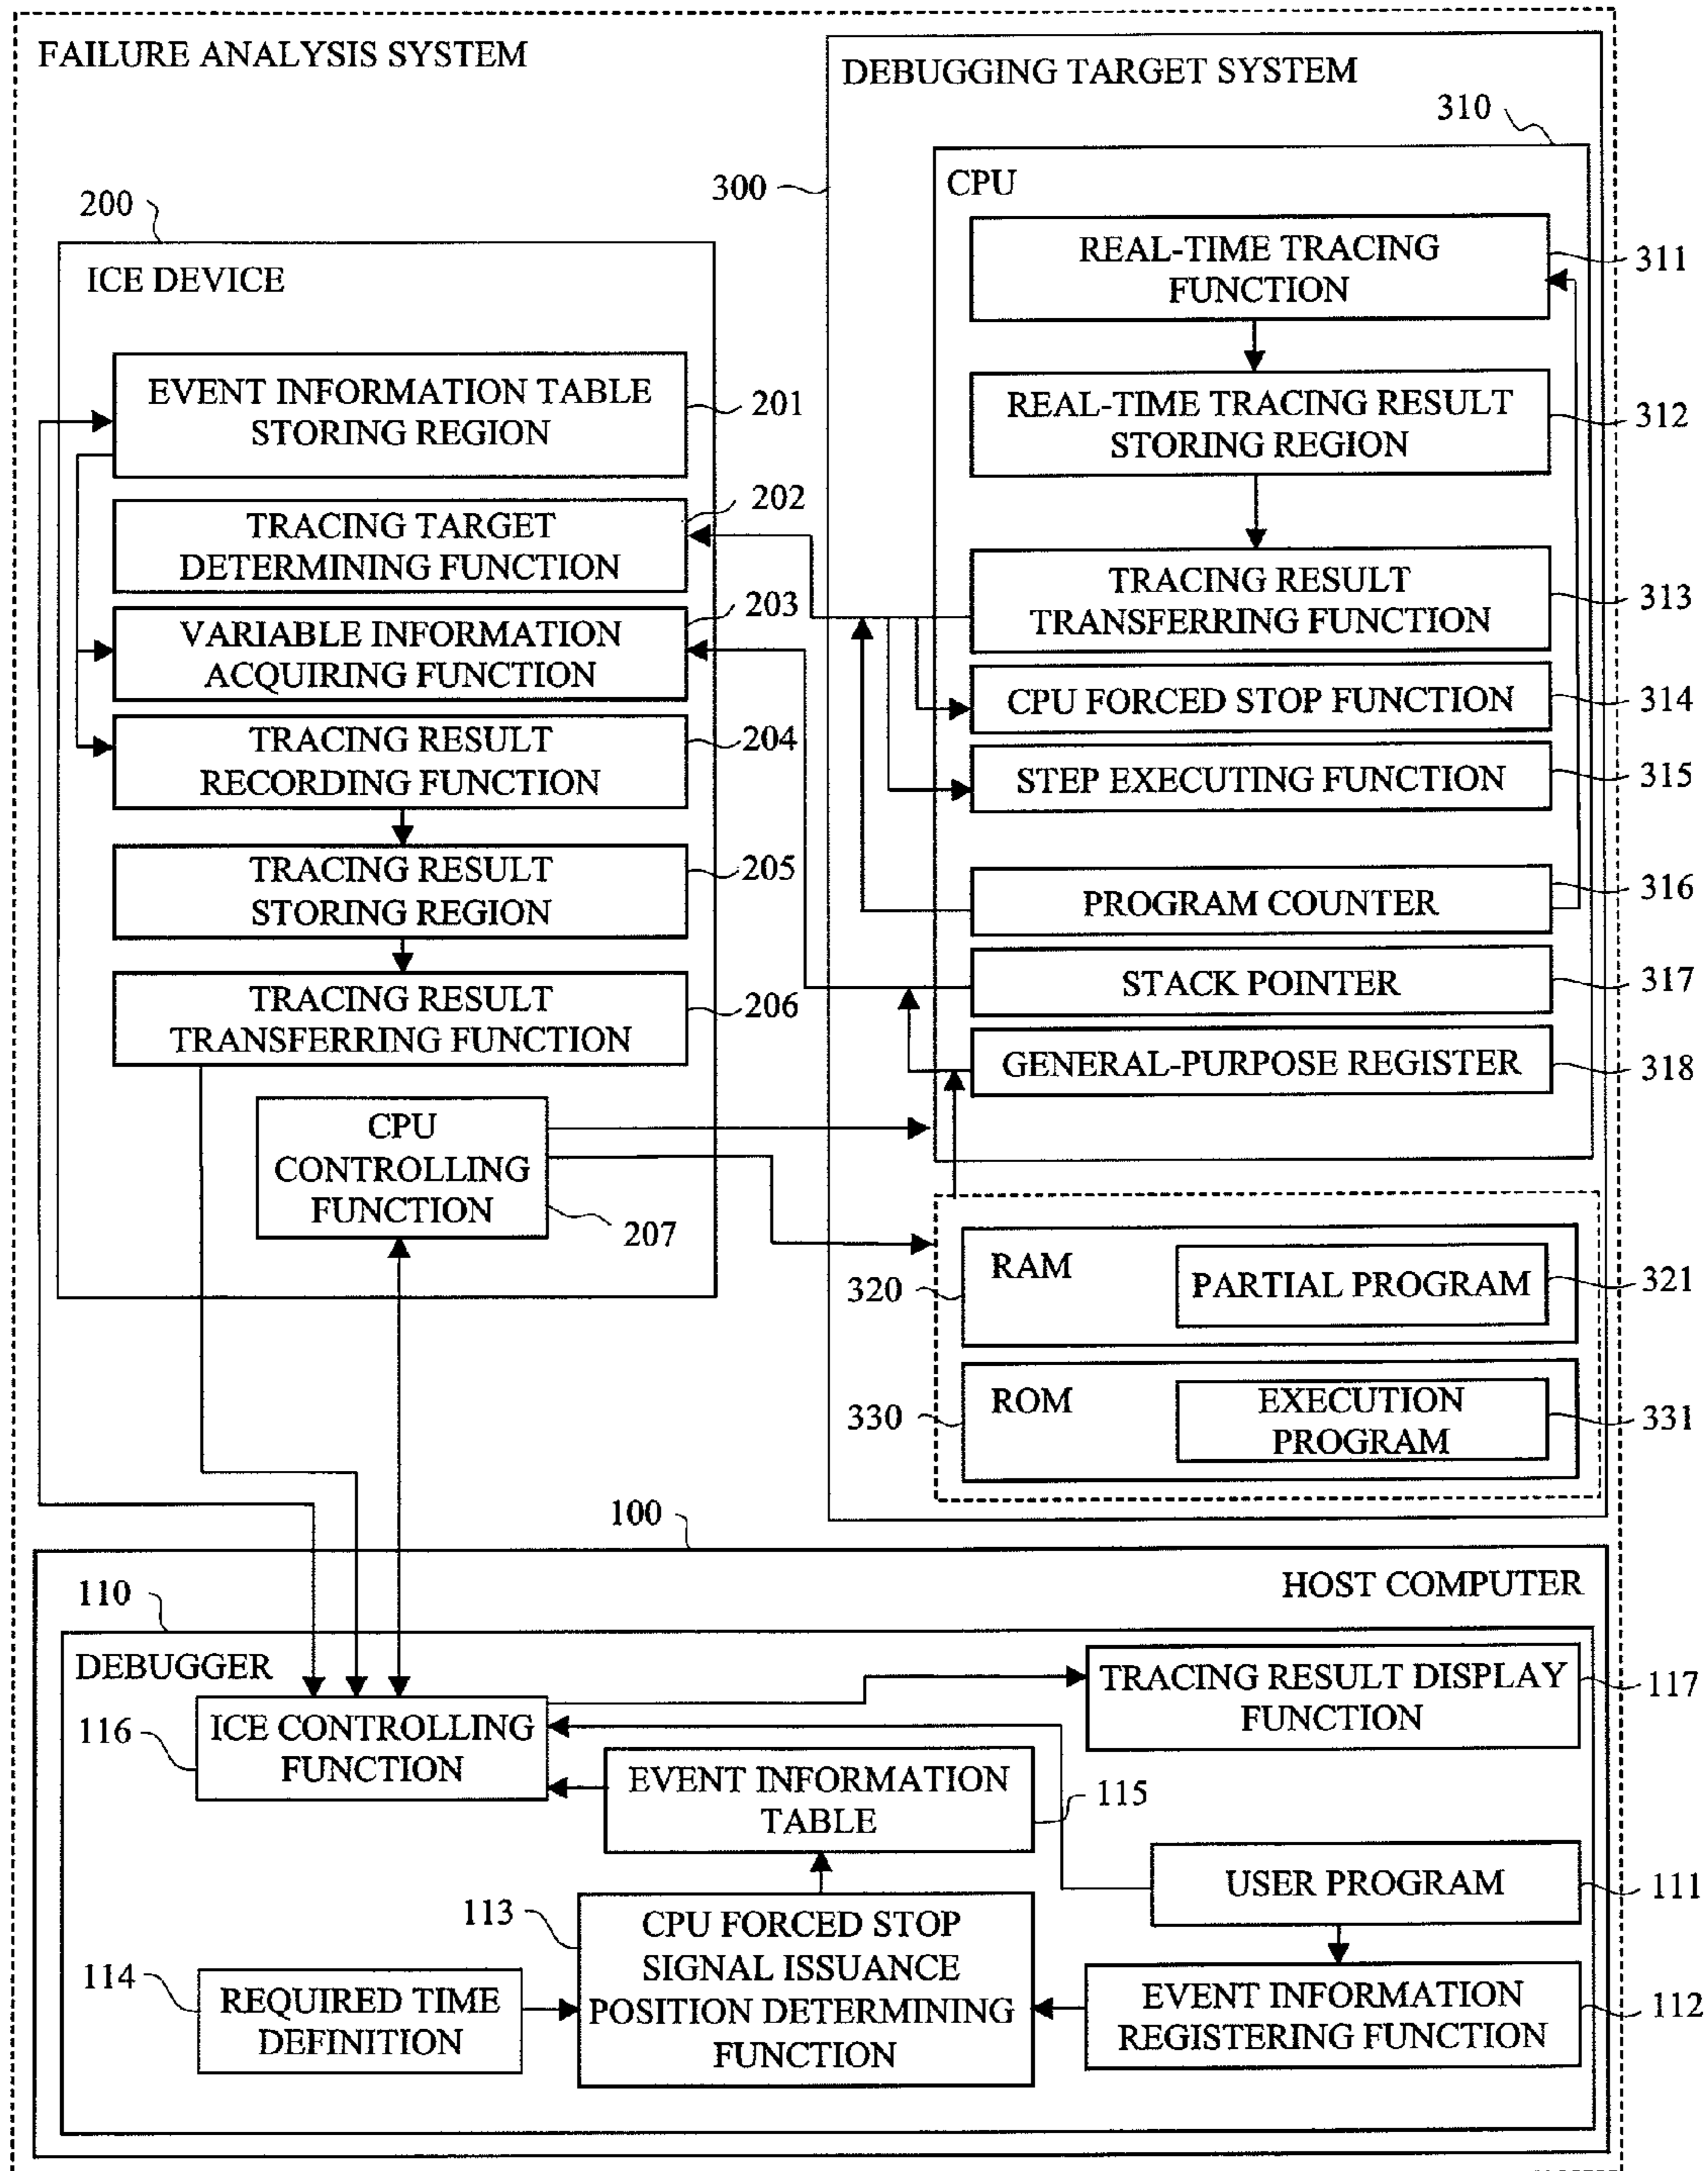 FAILURE ANALYSIS SYSTEM
200
ICE DEVICE
EVENT INFORMATION TABLE
STORING REGION
201
TRACING TARGET
DETERMINING FUNCTION
202
VARIABLE INFORMATION
ACQUIRING FUNCTION
203
TRACING RESULT
RECORDING FUNCTION
204
TRACING RESULT
STORING REGION
205
TRACING RESULT
TRANSFERRING FUNCTION
206
CPU
CONTROLLING
FUNCTION
207
DEBUGGING TARGET SYSTEM
300
310
CPU
REAL-TIME TRACING
FUNCTION
311
REAL-TIME TRACING RESULT
STORING REGION
312
TRACING RESULT
TRANSFERRING FUNCTION
313
CPU FORCED STOP FUNCTION
314
STEP EXECUTING FUNCTION
315
PROGRAM COUNTER
316
STACK POINTER
317
GENERAL-PURPOSE REGISTER
318
RAM
320
PARTIAL PROGRAM
321
ROM
330
EXECUTION
PROGRAM
331
100
HOST COMPUTER
110
DEBUGGER
TRACING RESULT DISPLAY
FUNCTION
117
ICE CONTROLLING
FUNCTION
116
EVENT INFORMATION
TABLE
115
USER PROGRAM
111
113
CPU FORCED STOP
SIGNAL ISSUANCE
POSITION DETERMINING
FUNCTION
114
REQUIRED TIME
DEFINITION
EVENT INFORMATION
REGISTERING FUNCTION
112